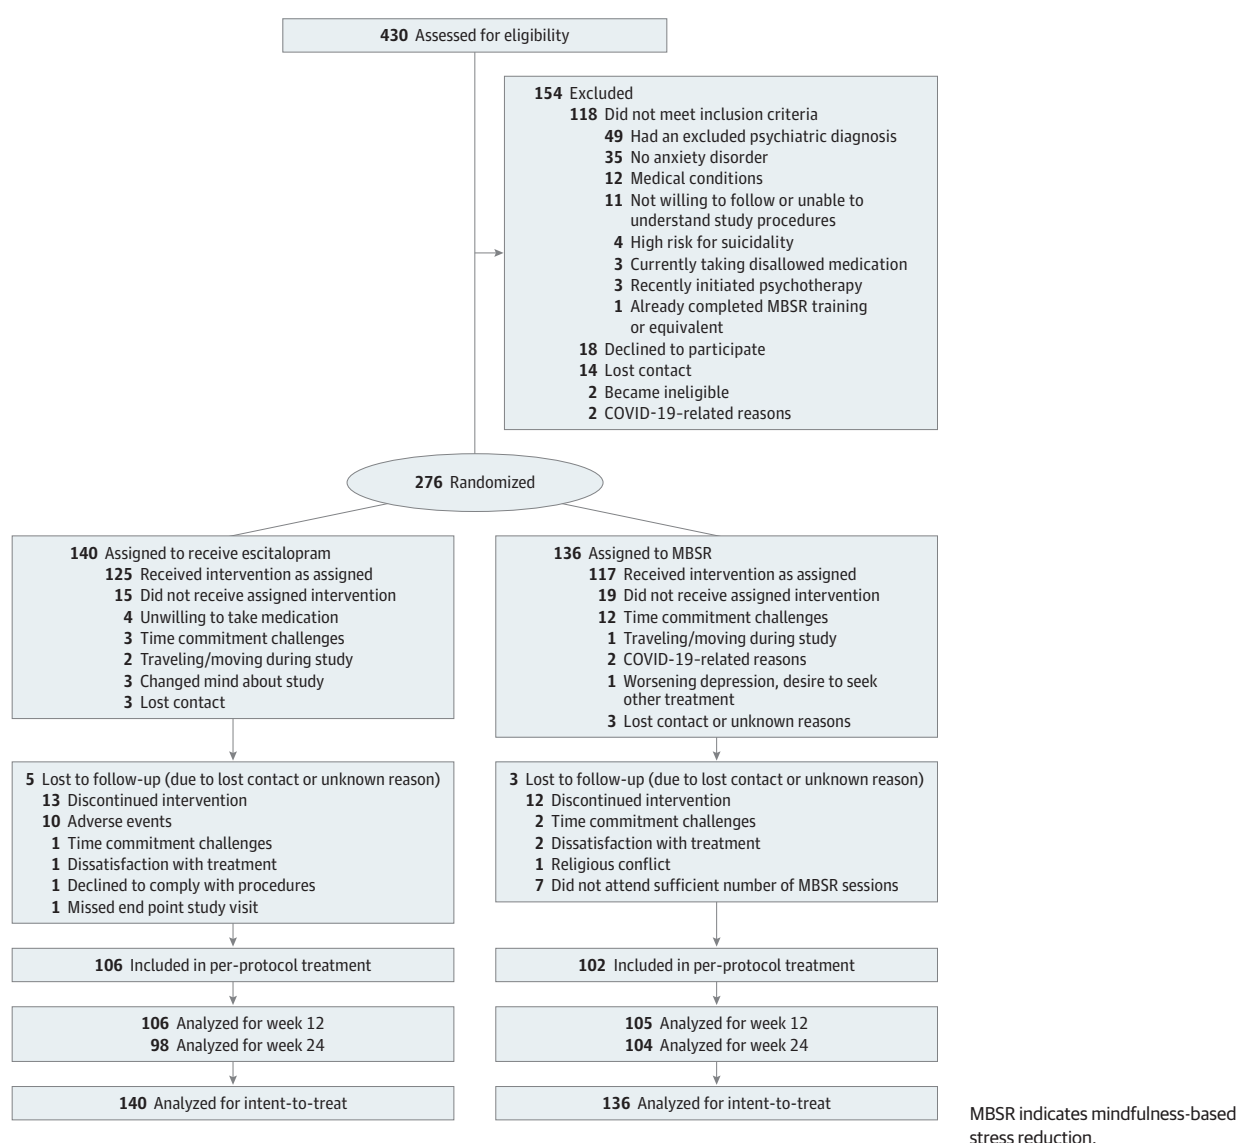 430 Assessed for eligibility
154 Excluded
118 Did not meet inclusion criteria
49 Had an excluded psychiatric diagnosis
35 No anxiety disorder
12 Medical conditions
11 Not willing to follow or unable to
understand study procedures
4 High risk for suicidality
3 Currently taking disallowed medication
3 Recently initiated psychotherapy
1 Already completed MBSR training
or equivalent
18 Declined to participate
14 Lost contact
2 Became ineligible
2 COVID-19–related reasons
276 Randomized
140 Assigned to receive escitalopram
125 Received intervention as assigned
15 Did not receive assigned intervention
4 Unwilling to take medication
3 Time commitment challenges
2 Traveling/moving during study
3 Changed mind about study
3 Lost contact
136 Assigned to MBSR
117 Received intervention as assigned
19 Did not receive assigned intervention
12 Time commitment challenges
1 Traveling/moving during study
2 COVID-19–related reasons
1 Worsening depression, desire to seek
other treatment
3 Lost contact or unknown reasons
5 Lost to follow-up (due to lost contact or unknown reason)
13 Discontinued intervention
10 Adverse events
1 Time commitment challenges
1 Dissatisfaction with treatment
1 Declined to comply with procedures
1 Missed end point study visit
3 Lost to follow-up (due to lost contact or unknown reason)
12 Discontinued intervention
2 Time commitment challenges
2 Dissatisfaction with treatment
1 Religious conflict
7 Did not attend sufficient number of MBSR sessions
106 Included in per-protocol treatment
102 Included in per-protocol treatment
106 Analyzed for week 12
98 Analyzed for week 24
105 Analyzed for week 12
104 Analyzed for week 24
140 Analyzed for intent-to-treat
136 Analyzed for intent-to-treat
MBSR indicates mindfulness-based
stress reduction.